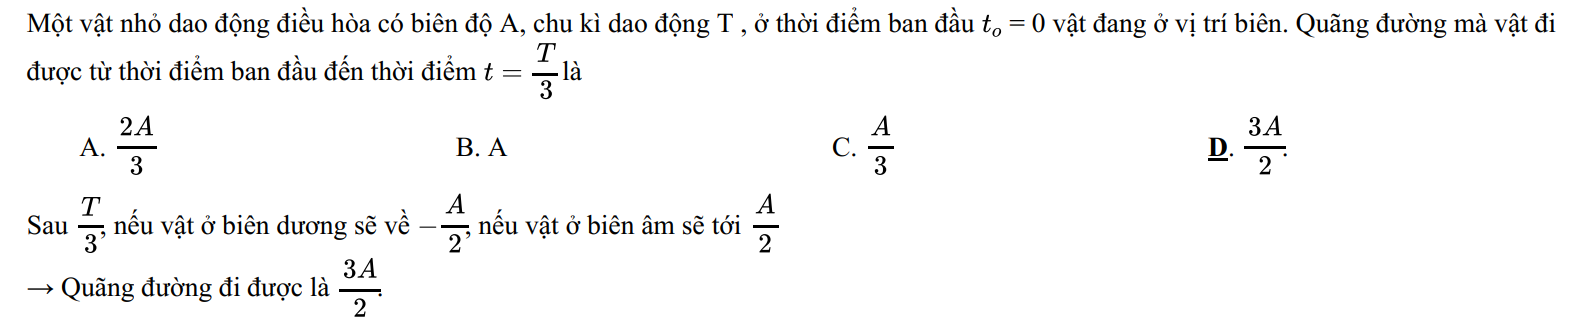 Một vật nhỏ dao động điều hòa có biên độ A, chu kì dao động T , ở thời điểm ban đầu $t_o$ = 0 vật đang ở vị trí biên. Quãng đường mà vật đi
được từ thời điểm ban đầu đến thời điểm $t = \frac{T}{3}$ là
A. $\frac{2A}{3}$ B. A C. $\frac{A}{3}$ D. $\frac{3A}{2}$.
Sau $\frac{T}{3}$, nếu vật ở biên dương sẽ về $-\frac{A}{2}$, nếu vật ở biên âm sẽ tới $\frac{A}{2}$
→ Quãng đường đi được là $\frac{3A}{2}$.